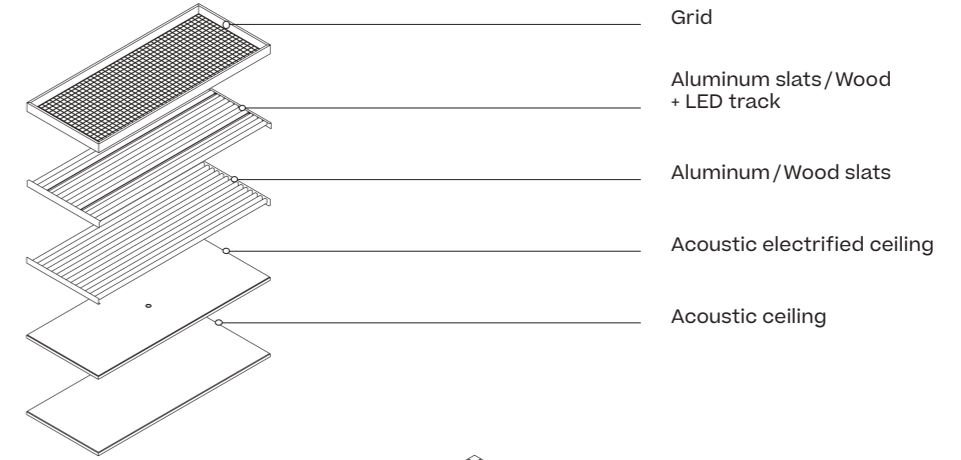 Grid
Aluminum slats/Wood
+ LED track
Aluminum/Wood slats
Acoustic electrified ceiling
Acoustic ceiling